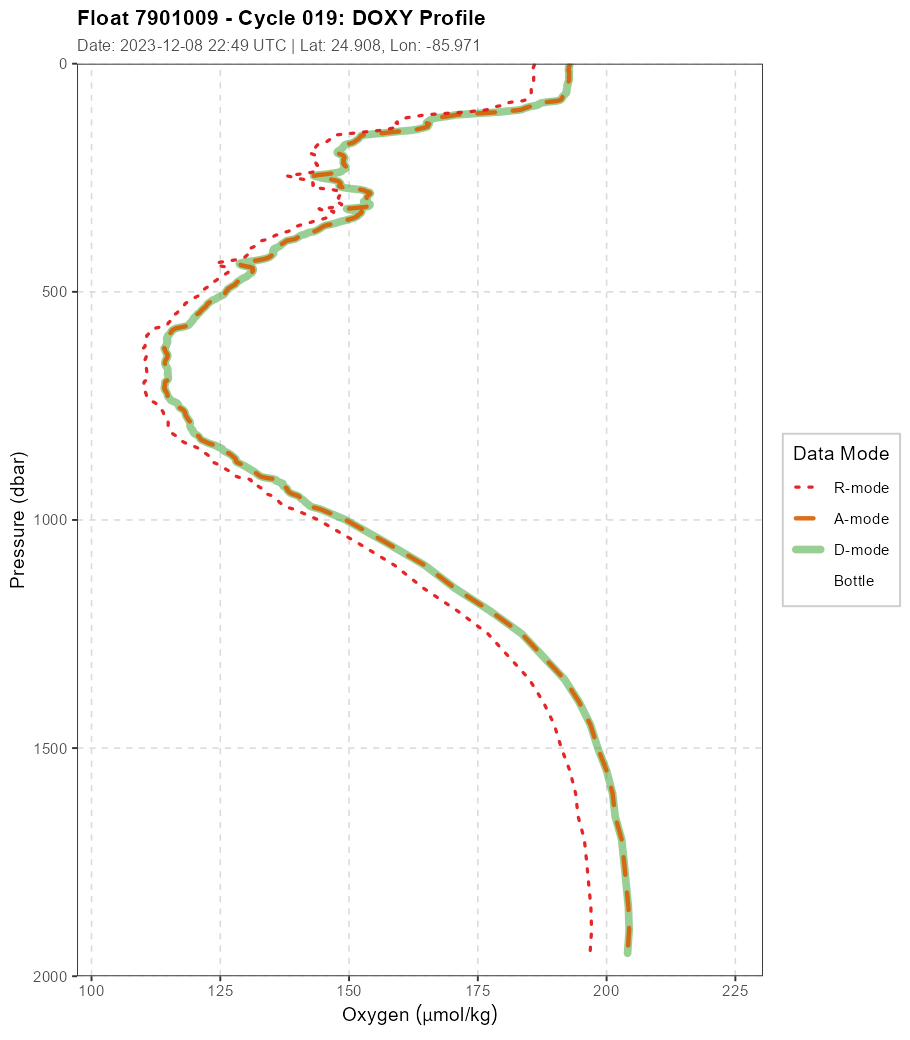 Float 7901009 - Cycle 019: DOXY Profile
Date: 2023-12-08 22:49 UTC | Lat: 24.908, Lon: -85.971
0
500
1000
1500
2000
Pressure (dbar)
100 125 150 175 200 225
Oxygen (μmol/kg)
Data Mode
R-mode
A-mode
D-mode
Bottle